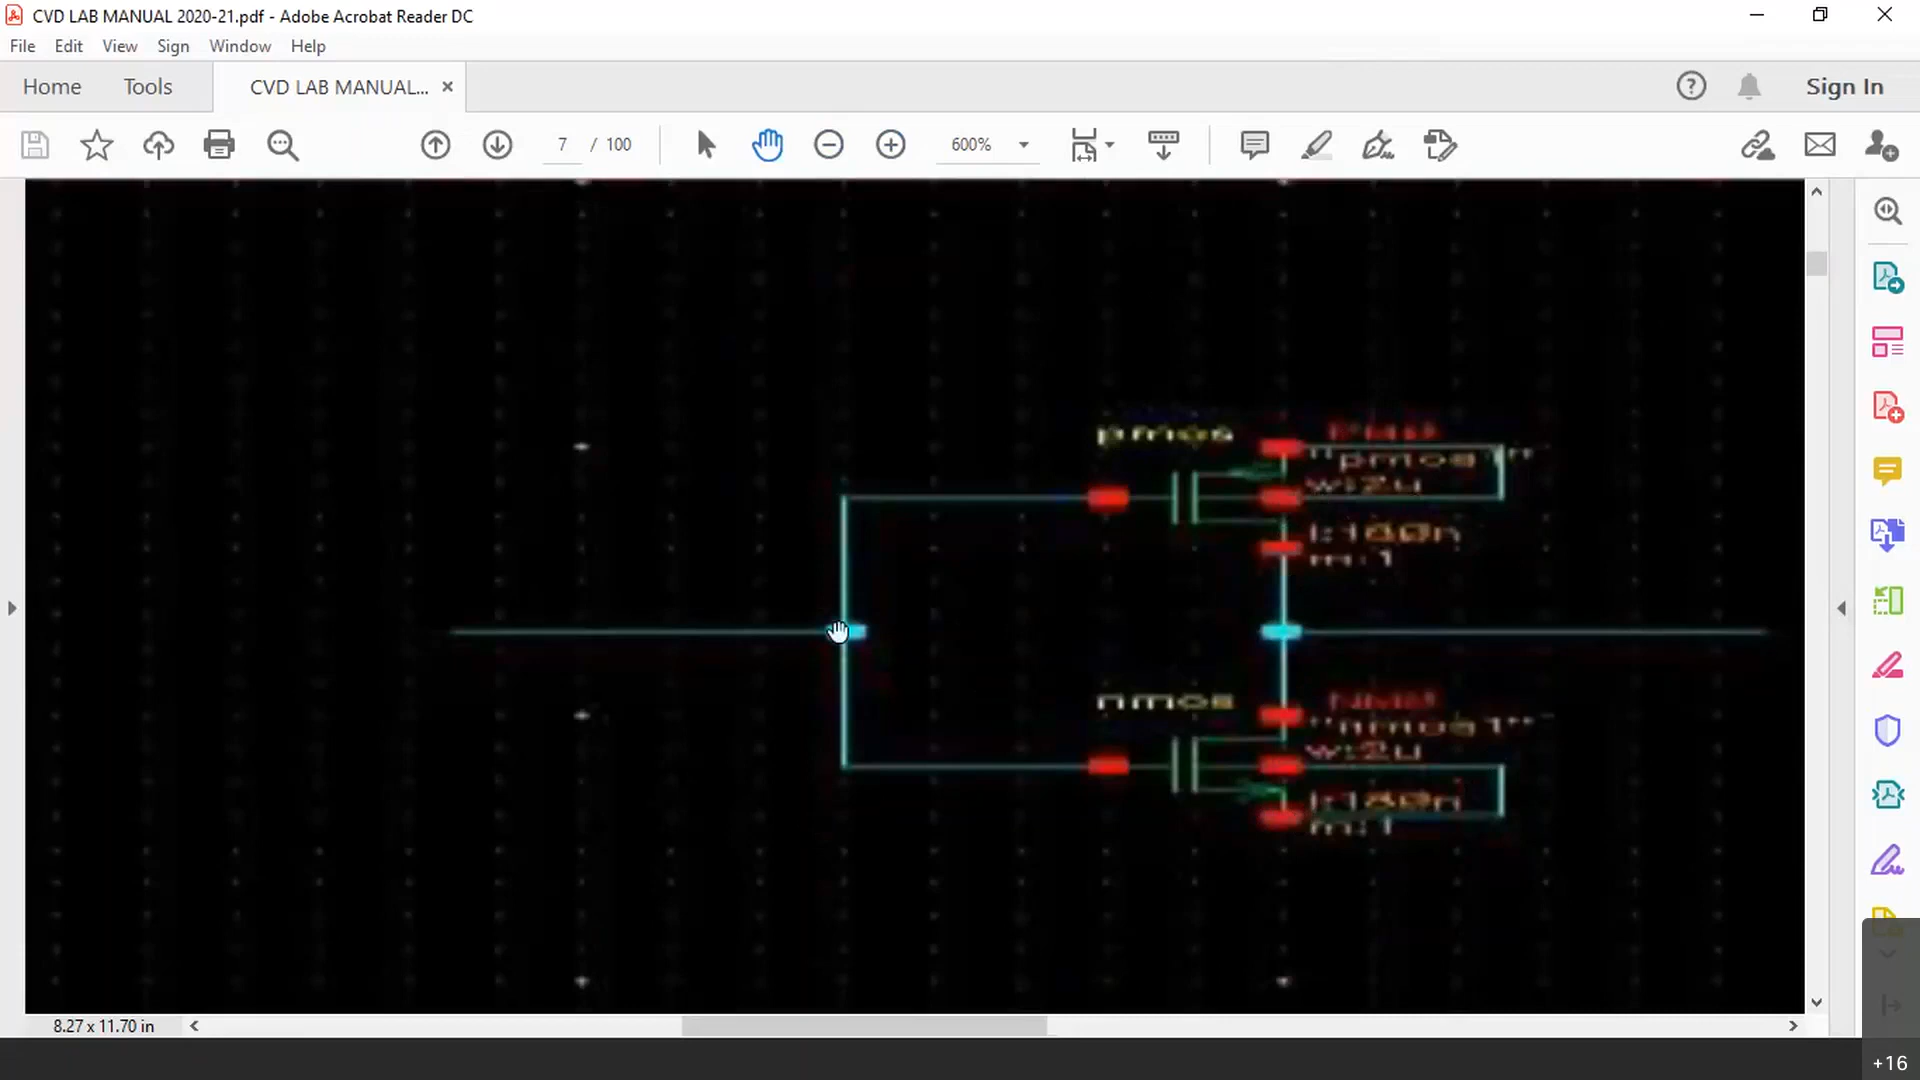 CVD LAB MANUAL 2020-21.pdf - Adobe Acrobat Reader DC
File Edit View Sign Window Help
Home Tools CVD LAB MANUAL... × Sign In
7 / 100 600%
pmos
"pmos1"
w:2u
l:180n
m:1
nmos NM0
"nmos1"
w:2u
l:180n
m:1
8.27 x 11.70 in
+16